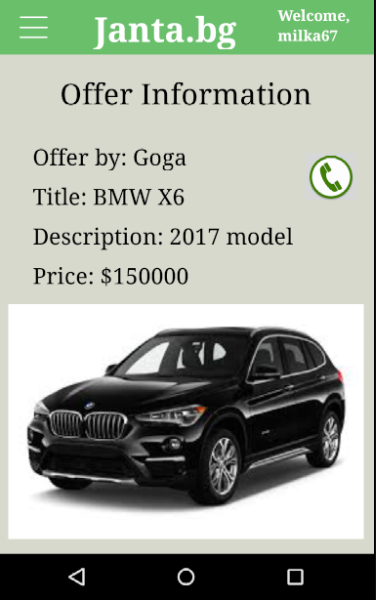 Janta.bg
Welcome,
milka67
Offer Information
Offer by: Goga
Title: BMW X6
Description: 2017 model
Price: $150000